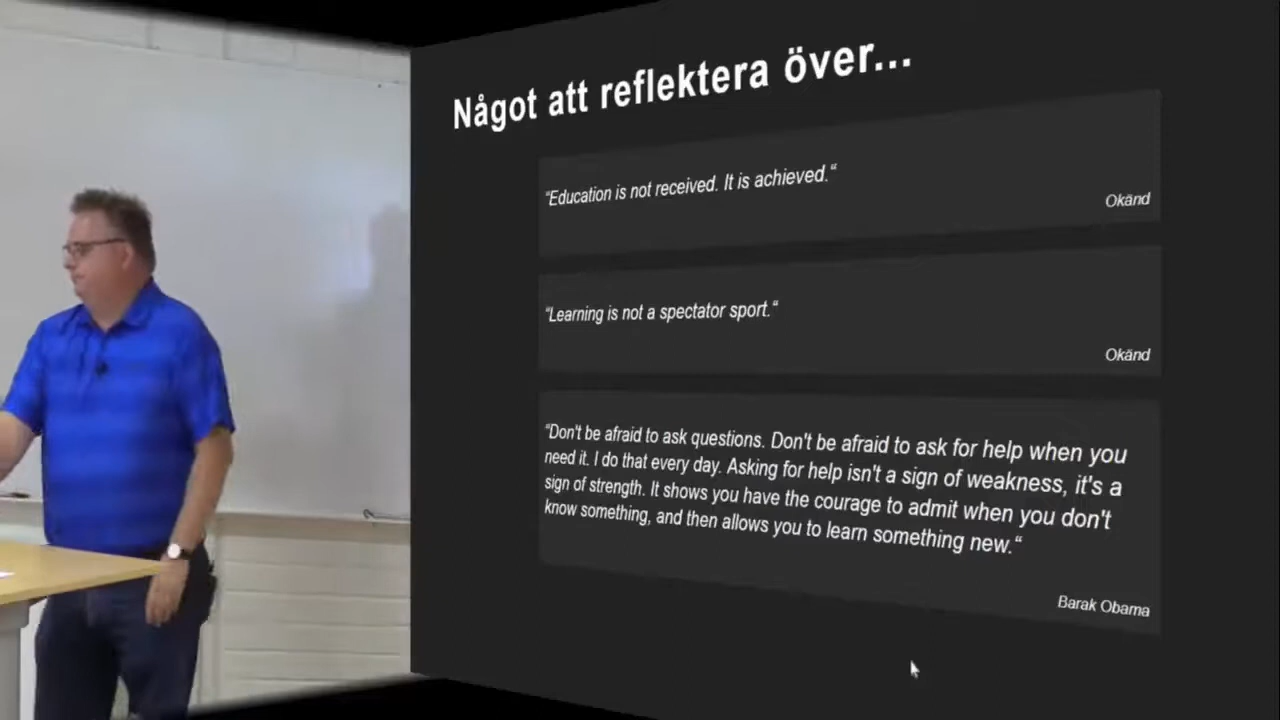 Något att reflektera över...
“Education is not received. It is achieved.“
Okänd
“Learning is not a spectator sport.“
Okänd
“Don't be afraid to ask questions. Don't be afraid to ask for help when you
need it. I do that every day. Asking for help isn't a sign of weakness, it's a
sign of strength. It shows you have the courage to admit when you don't
know something, and then allows you to learn something new.“
Barak Obama